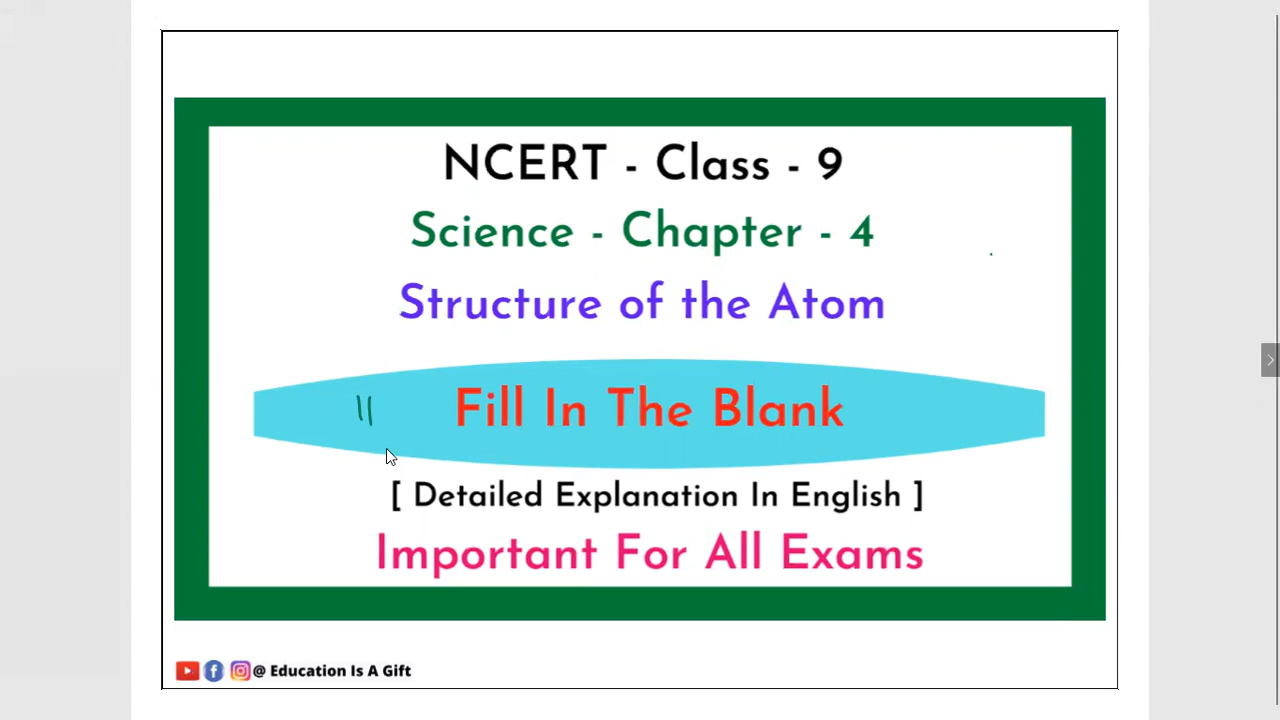 NCERT - Class - 9
Science - Chapter - 4
Structure of the Atom
11 Fill In The Blank
[ Detailed Explanation In English ]
Important For All Exams
@ Education Is A Gift